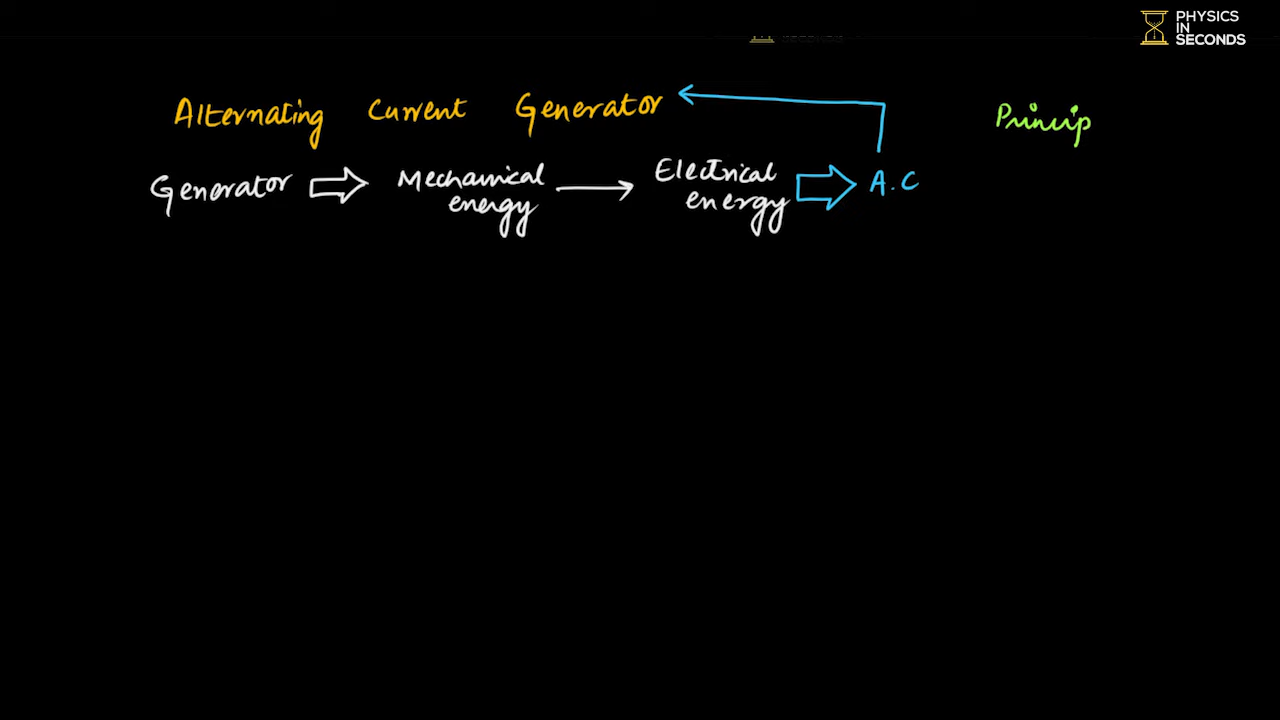 PHYSICS
IN
SECONDS
Alternating Current Generator
Princip
Generator Mechanical energy Electrical energy A.C